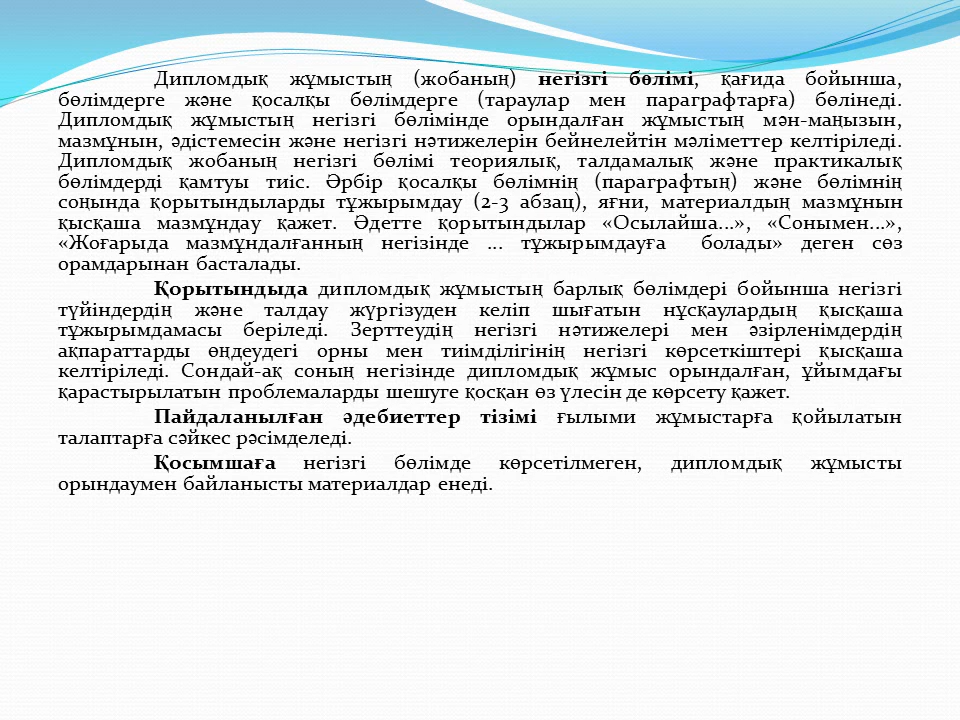 Дипломдық жұмыстың (жобаның) негізгі бөлімі, қағида бойынша,
бөлімдерге және қосалқы бөлімдерге (тараулар мен параграфтарға) бөлінеді.
Дипломдық жұмыстың негізгі бөлімінде орындалған жұмыстың мән-маңызын,
мазмұнын, әдістемесін және негізгі нәтижелерін бейнелейтін мәліметтер келтіріледі.
Дипломдық жобаның негізгі бөлімі теориялық, талдамалық және практикалық
бөлімдерді қамтуы тиіс. Әрбір қосалқы бөлімнің (параграфтың) және бөлімнің
соңында қорытындыларды тұжырымдау (2-3 абзац), яғни, материалдың мазмұнын
қысқаша мазмұндау қажет. Әдетте қорытындылар «Осылайша...», «Сонымен...»,
«Жоғарыда мазмұндалғанның негізінде ... тұжырымдауға болады» деген сөз
орамдарынан басталады.
Қорытындыда дипломдық жұмыстың барлық бөлімдері бойынша негізгі
түйіндердің және талдау жүргізуден келіп шығатын нұсқаулардың қысқаша
тұжырымдамасы беріледі. Зерттеудің негізгі нәтижелері мен әзірленімдердің
ақпараттарды өңдеудегі орны мен тиімділігінің негізгі көрсеткіштері қысқаша
келтіріледі. Сондай-ақ соның негізінде дипломдық жұмыс орындалған, ұйымдағы
қарастырылатын проблемаларды шешуге қосқан өз үлесін де көрсету қажет.
Пайдаланылған әдебиеттер тізімі ғылыми жұмыстарға қойылатын
талаптарға сәйкес рәсімделеді.
Қосымшаға негізгі бөлімде көрсетілмеген, дипломдық жұмысты
орындаумен байланысты материалдар енеді.